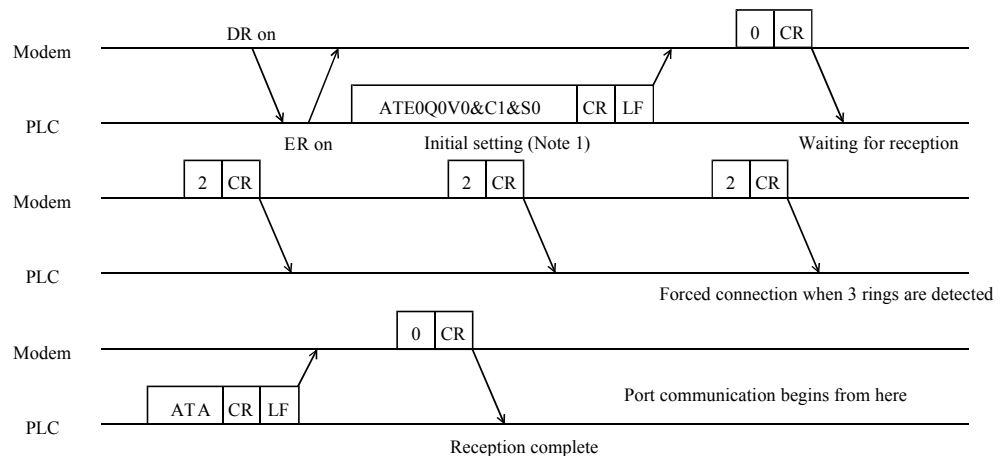 DR on
0 CR
Modem
ATE0Q0V0&C1&S0 CR LF
PLC
ER on
Initial setting (Note 1)
Waiting for reception
2 CR
2 CR
2 CR
Modem
PLC
Forced connection when 3 rings are detected
0 CR
Modem
ATA CR LF
Port communication begins from here
PLC
Reception complete